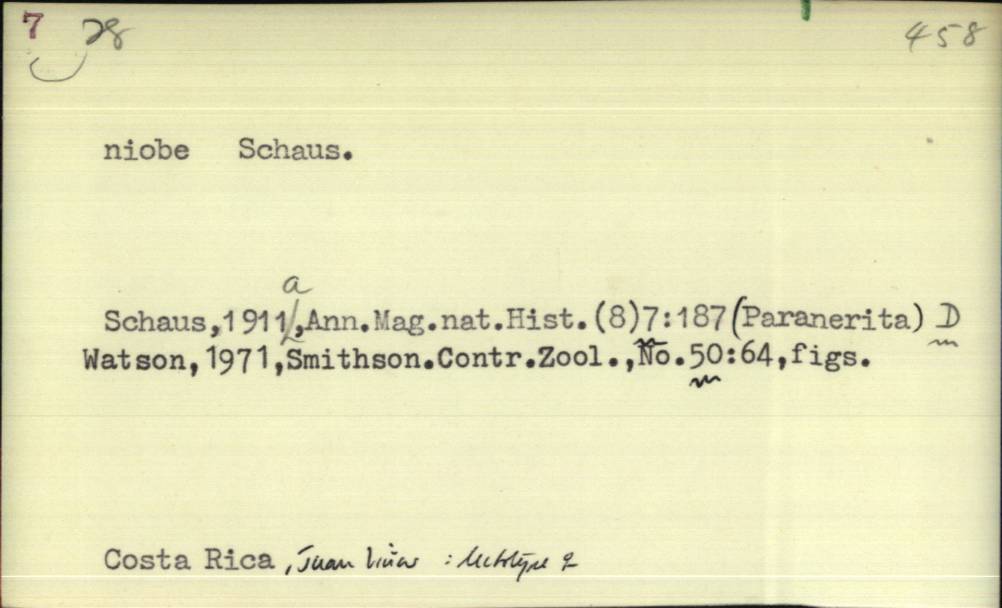 7 28 458
niobe Schaus.
a
Schaus,1911,Ann.Mag.nat.Hist.(8)7:187(Paranerita) D
Watson,1971,Smithson.Contr.Zool.,No.50:64,figs.
Costa Rica, Juan Viñas : lectotype ♀